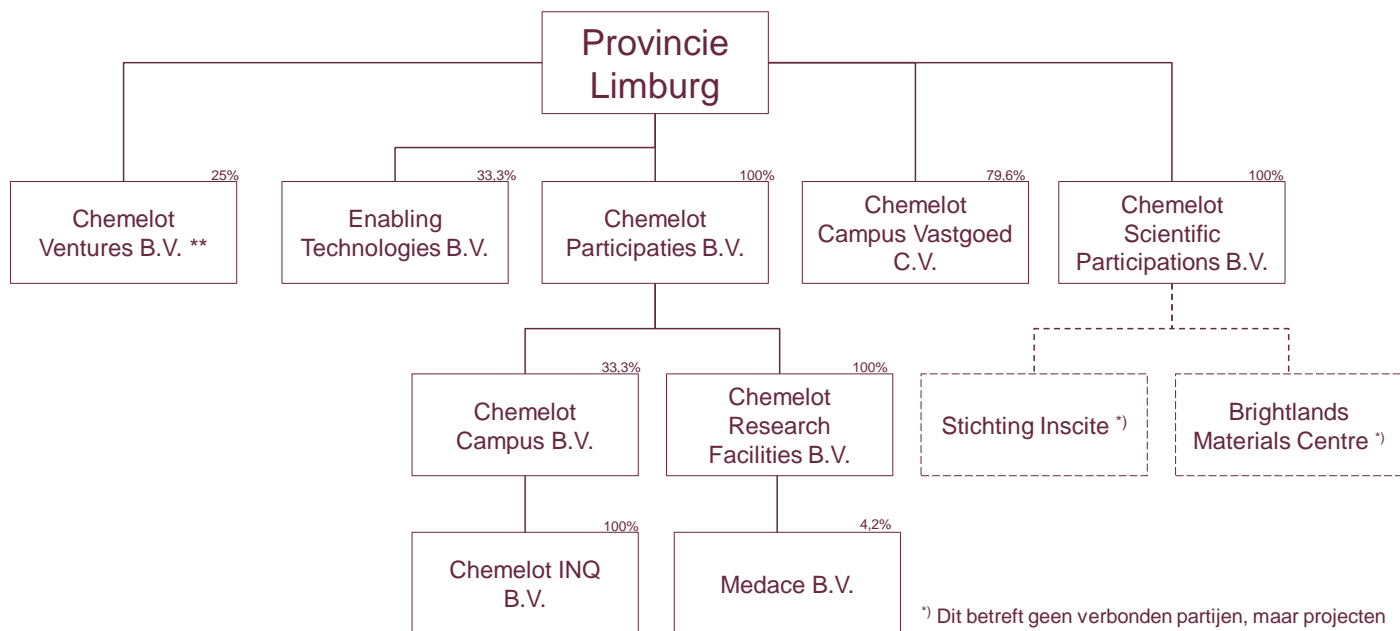 Provincie
Limburg
25%
Chemelot
Ventures B.V. **
33,3%
Enabling
Technologies B.V.
100%
Chemelot
Participaties B.V.
79,6%
Chemelot
Campus Vastgoed
C.V.
100%
Chemelot
Scientific
Participations B.V.
33,3%
Chemelot
Campus B.V.
100%
Chemelot
Research
Facilities B.V.
Stichting Inscite *)
Brightlands
Materials Centre *)
100%
Chemelot INQ
B.V.
4,2%
Medace B.V.
*) Dit betreft geen verbonden partijen, maar projecten